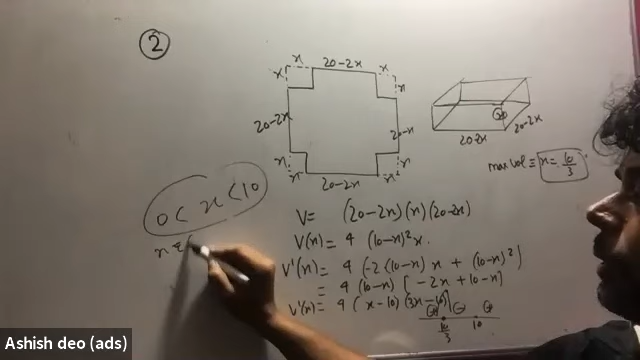 ②
x 20-2x x
x x
20-2x 20-x
20-2x 20-2x
x x
x 20-2x x
max vol ≡ x = 10/3
0 < x < 10
V = (20-2x)(x)(20-2x)
x ε (
V(x) = 4 (10-x)²x.
V'(x) = 4 (-2(10-x)x + (10-x)²)
= 4(10-x) [-2x+10-x]
V'(x) = 4 (x-10)(3x-10)
⊕ ⊖ ⊕
10/3 10
Ashish deo (ads)